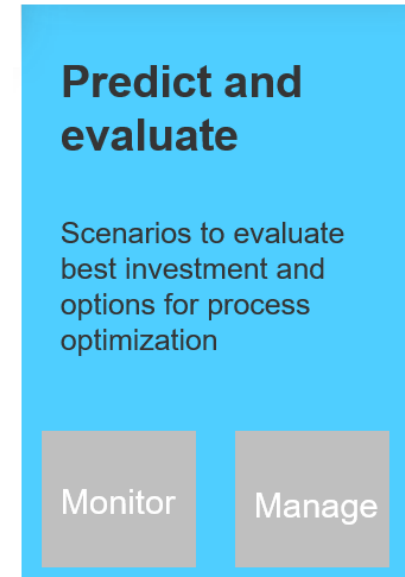 Predict and
evaluate
Scenarios to evaluate
best investment and
options for process
optimization
Monitor
Manage